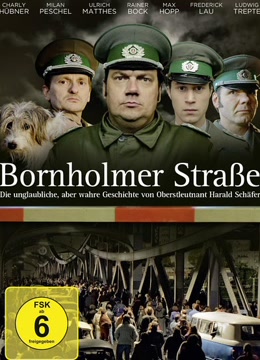 CHARLY MILAN ULRICH RAINER MAX FREDERICK LUDWIG
HÜBNER PESCHEL MATTHES BOCK HOPP LAU TREPTE
Bornholmer Straße
Die unglaubliche, aber wahre Geschichte von Oberstleutnant Harald Schäfer
FSK
ab
6
freigegeben